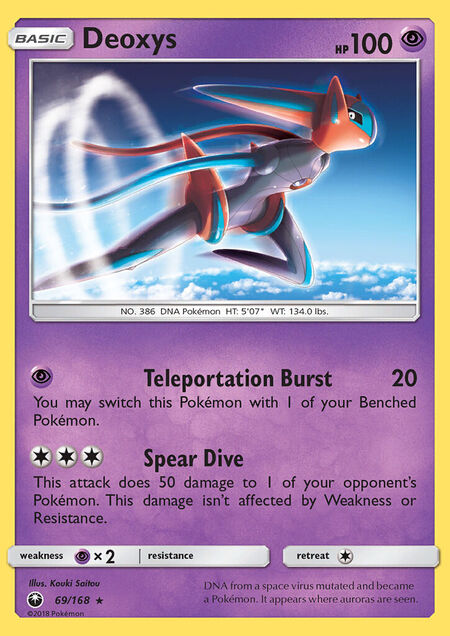 BASIC Deoxys HP 100
NO. 386 DNA Pokémon HT: 5'07" WT: 134.0 lbs.
Teleportation Burst 20
You may switch this Pokémon with 1 of your Benched
Pokémon.
Spear Dive
This attack does 50 damage to 1 of your opponent's
Pokémon. This damage isn't affected by Weakness or
Resistance.
weakness ×2 resistance retreat
Illus. Kouki Saitou
69/168 ★
©2018 Pokémon
DNA from a space virus mutated and became
a Pokémon. It appears where auroras are seen.